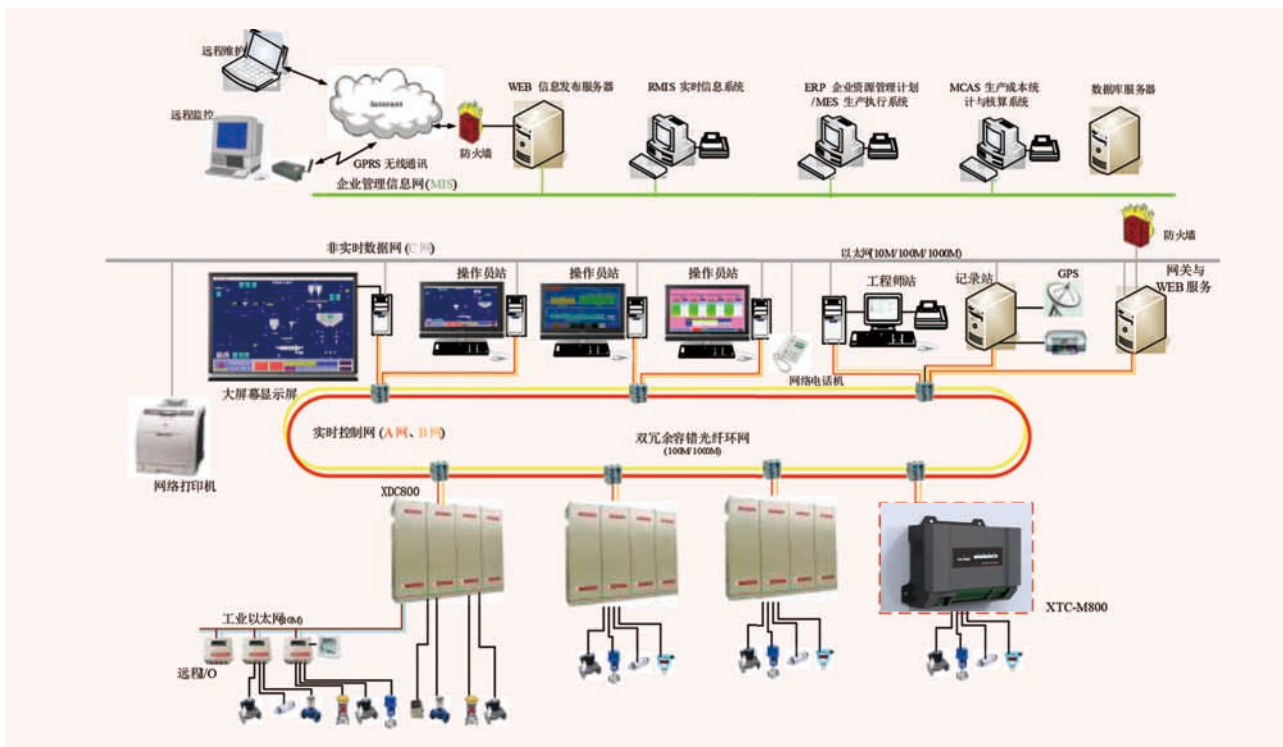 远程维护
Internet
WEB 信息发布服务器
RMIS 实时信息系统
ERP 企业资源管理计划
/MES 生产执行系统
MCAS 生产成本统
计与核算系统
数据库服务器
远程监控
防火墙
GPRS 无线通讯
企业管理信息网(MIS)
防火墙
非实时数据网 (C 网)
以太网(10M/100M/1000M)
操作员站
操作员站
操作员站
工程师站
记录站
GPS
网关与
WEB 服务
大屏幕显示屏
网络电话机
实时控制网 (A 网、B 网)
双冗余容错光纤环网
(100M/1000M)
网络打印机
XDC800
工业以太网(10M)
XTC-M800
远程I/O